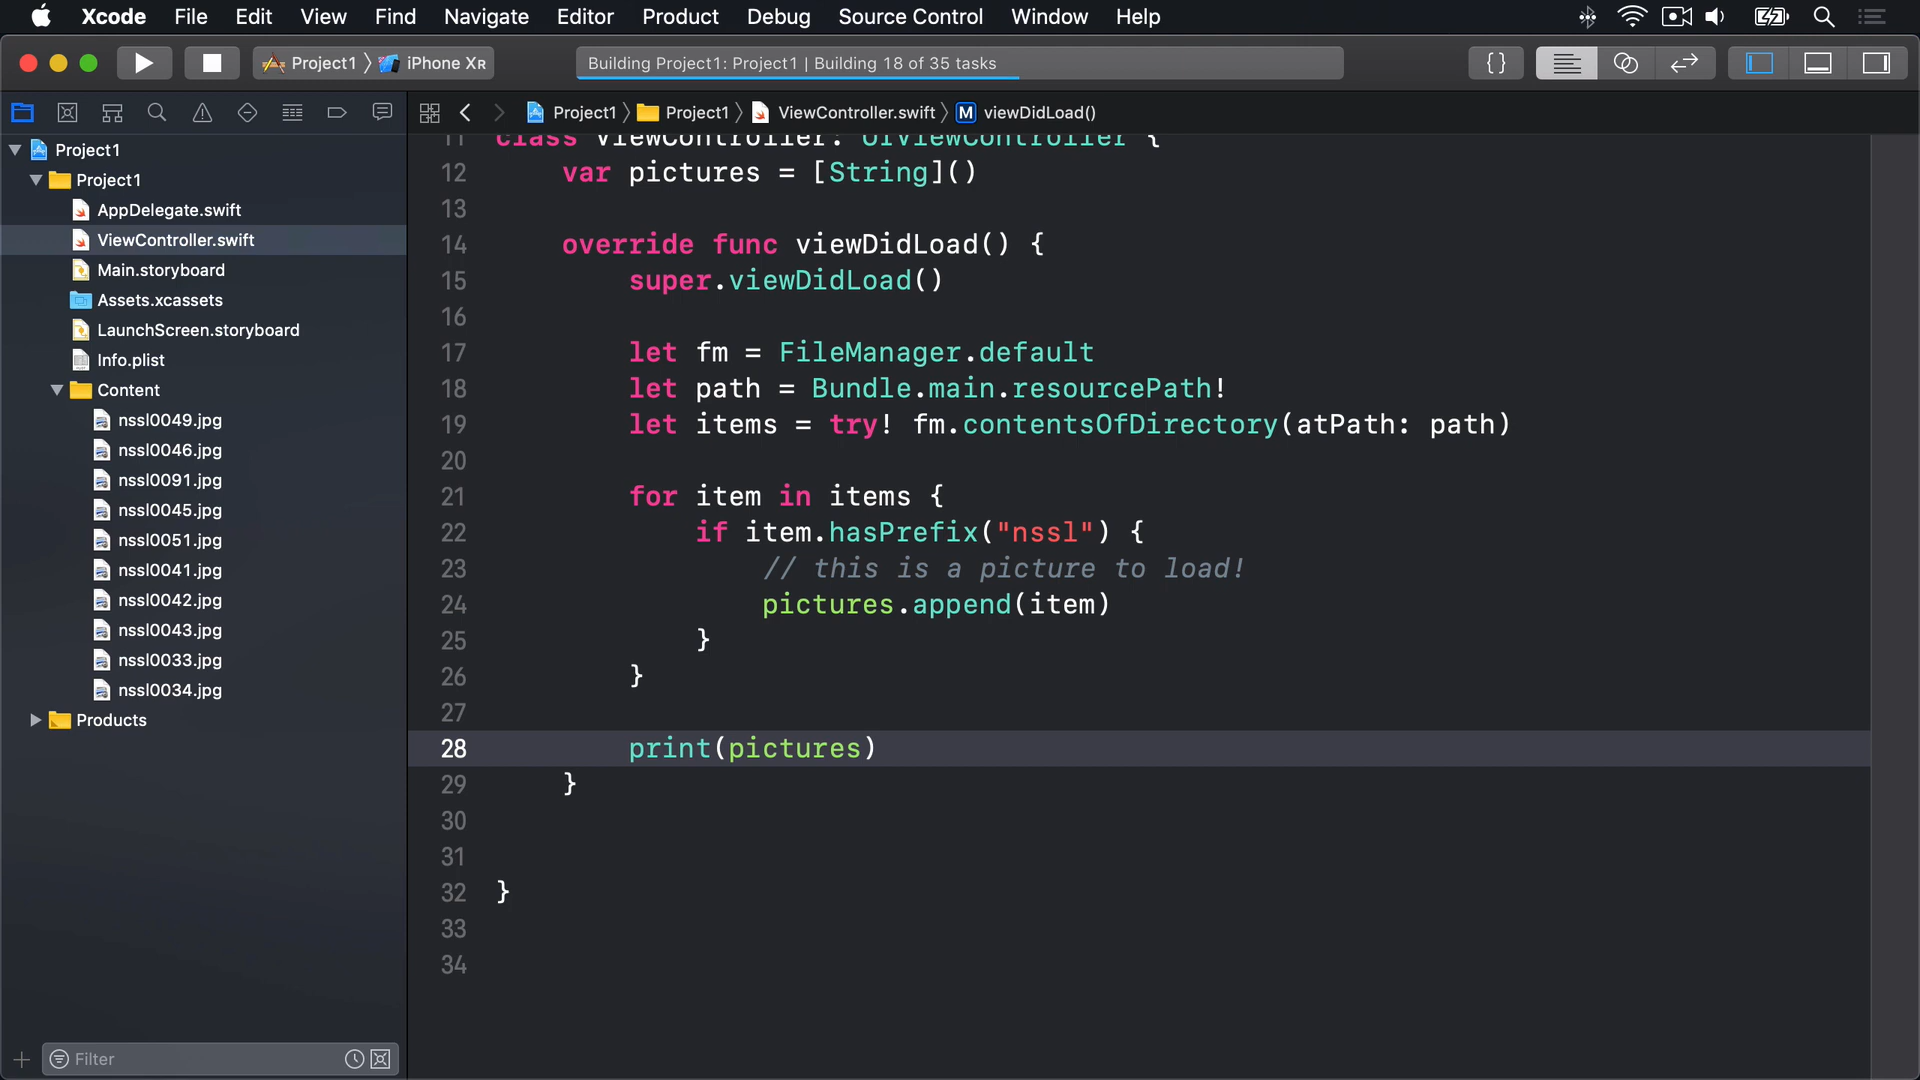 Xcode File Edit View Find Navigate Editor Product Debug Source Control Window Help
Project1 iPhone XR
Building Project1: Project1 | Building 18 of 35 tasks
{}
Project1 Project1 ViewController.swift M viewDidLoad()
Project1
Project1
AppDelegate.swift
ViewController.swift
Main.storyboard
Assets.xcassets
LaunchScreen.storyboard
Info.plist
Content
nssl0049.jpg
nssl0046.jpg
nssl0091.jpg
nssl0045.jpg
nssl0051.jpg
nssl0041.jpg
nssl0042.jpg
nssl0043.jpg
nssl0033.jpg
nssl0034.jpg
Products
Filter
11 class ViewController: UIViewController {
12 var pictures = [String]()
13
14 override func viewDidLoad() {
15 super.viewDidLoad()
16
17 let fm = FileManager.default
18 let path = Bundle.main.resourcePath!
19 let items = try! fm.contentsOfDirectory(atPath: path)
20
21 for item in items {
22 if item.hasPrefix("nssl") {
23 // this is a picture to load!
24 pictures.append(item)
25 }
26 }
27
28 print(pictures)
29 }
30
31
32 }
33
34